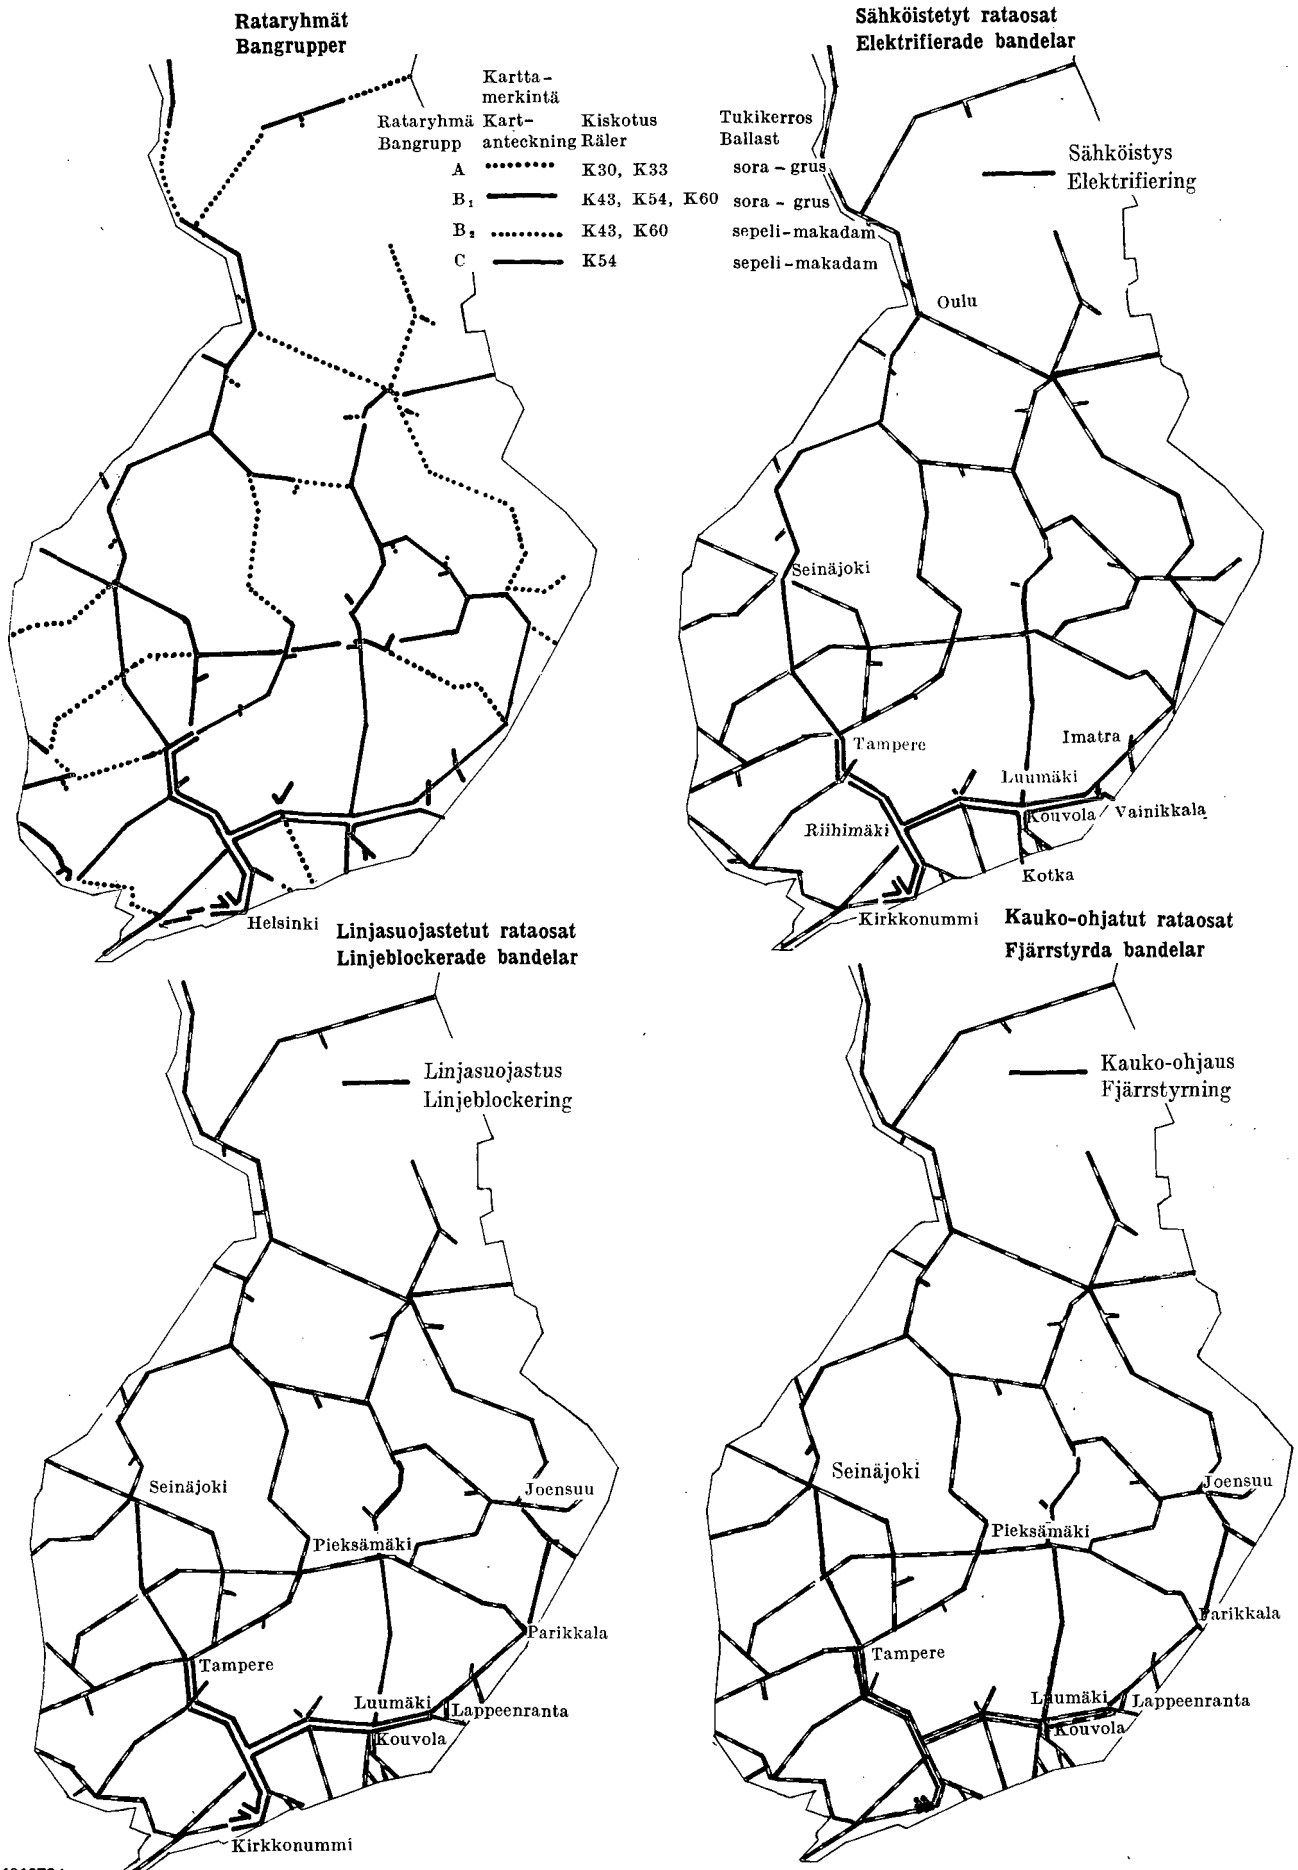 Rataryhmät
Bangrupper
Kartta-
merkintä
Rataryhmä Kart- Kiskotus Tukikerros
Bangrupp anteckning Räler Ballast
A K30, K33 sora - grus
B₁ K43, K54, K60 sora - grus
B₂ K43, K60 sepeli-makadam
C K54 sepeli-makadam
Helsinki
Sähköistetyt rataosat
Elektrifierade bandelar
Sähköistys
Elektrifiering
Oulu
Seinäjoki
Tampere
Imatra
Luumäki
Riihimäki
Kouvola
Vainikkala
Kotka
Kirkkonummi
Linjasuojastetut rataosat
Linjeblockerade bandelar
Linjasuojastus
Linjeblockering
Seinäjoki
Joensuu
Pieksämäki
Parikkala
Tampere
Luumäki
Lappeenranta
Kouvola
Kirkkonummi
Kauko-ohjatut rataosat
Fjärrstyrda bandelar
Kauko-ohjaus
Fjärrstyrning
Seinäjoki
Joensuu
Pieksämäki
Parikkala
Tampere
Luumäki
Lappeenranta
Kouvola